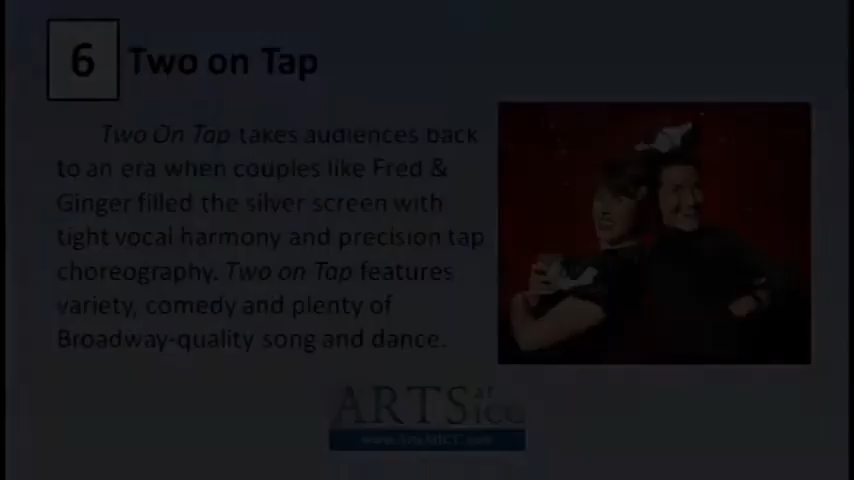 6 Two on Tap
Two On Tap takes audiences back
to an era when couples like Fred &
Ginger filled the silver screen with
tight vocal harmony and precision tap
choreography. Two on Tap features
variety, comedy and plenty of
Broadway-quality song and dance.
ARTS at ICC